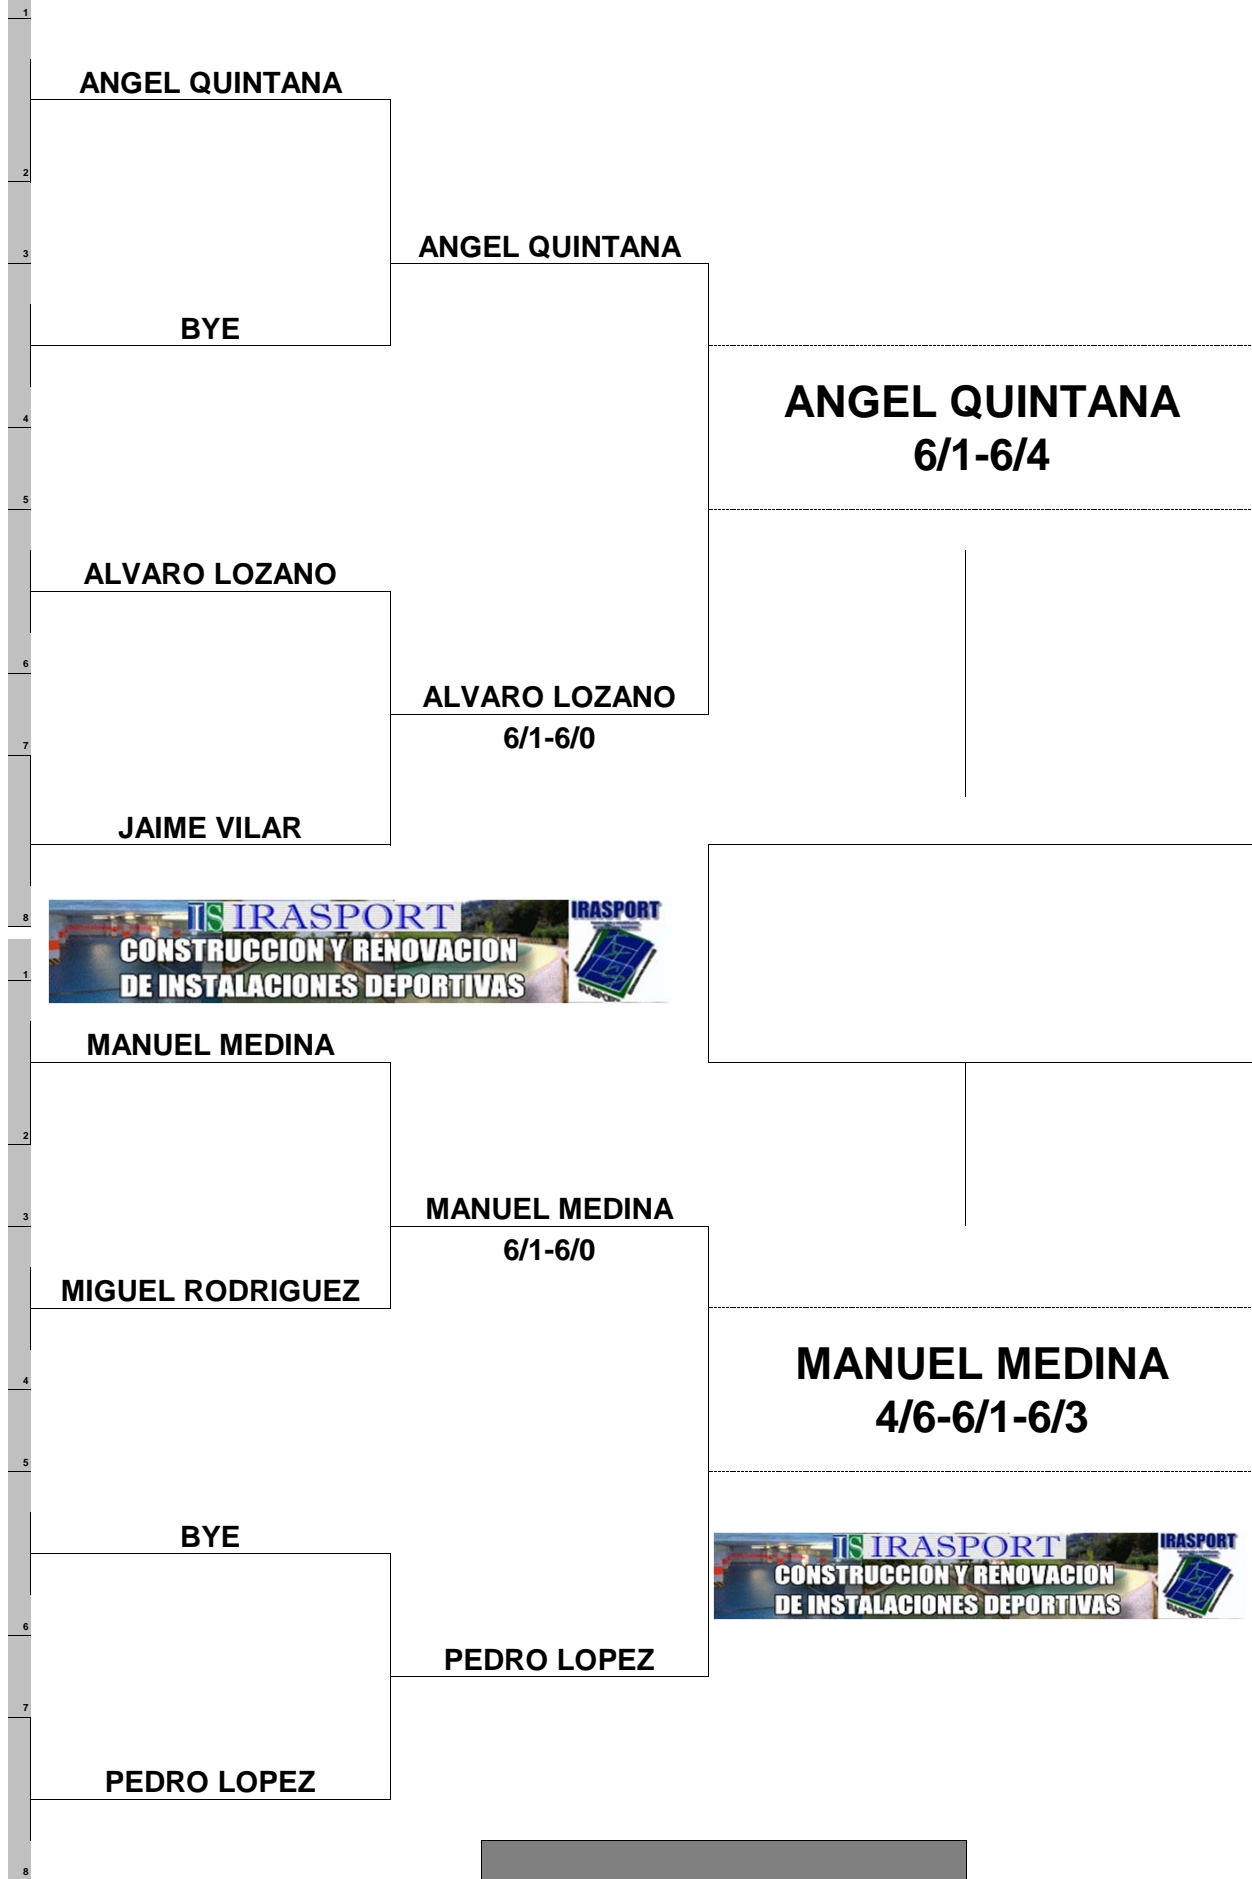 1
ANGEL QUINTANA
2
3
ANGEL QUINTANA
BYE
ANGEL QUINTANA
4
6/1-6/4
5
ALVARO LOZANO
6
ALVARO LOZANO
6/1-6/0
7
JAIME VILAR
8
IS IRASPORT
IRASPORT
CONSTRUCCION Y RENOVACION
DE INSTALACIONES DEPORTIVAS
1
MANUEL MEDINA
2
3
MANUEL MEDINA
6/1-6/0
MIGUEL RODRIGUEZ
MANUEL MEDINA
4
4/6-6/1-6/3
5
BYE
IS IRASPORT
IRASPORT
CONSTRUCCION Y RENOVACION
DE INSTALACIONES DEPORTIVAS
6
PEDRO LOPEZ
7
PEDRO LOPEZ
8